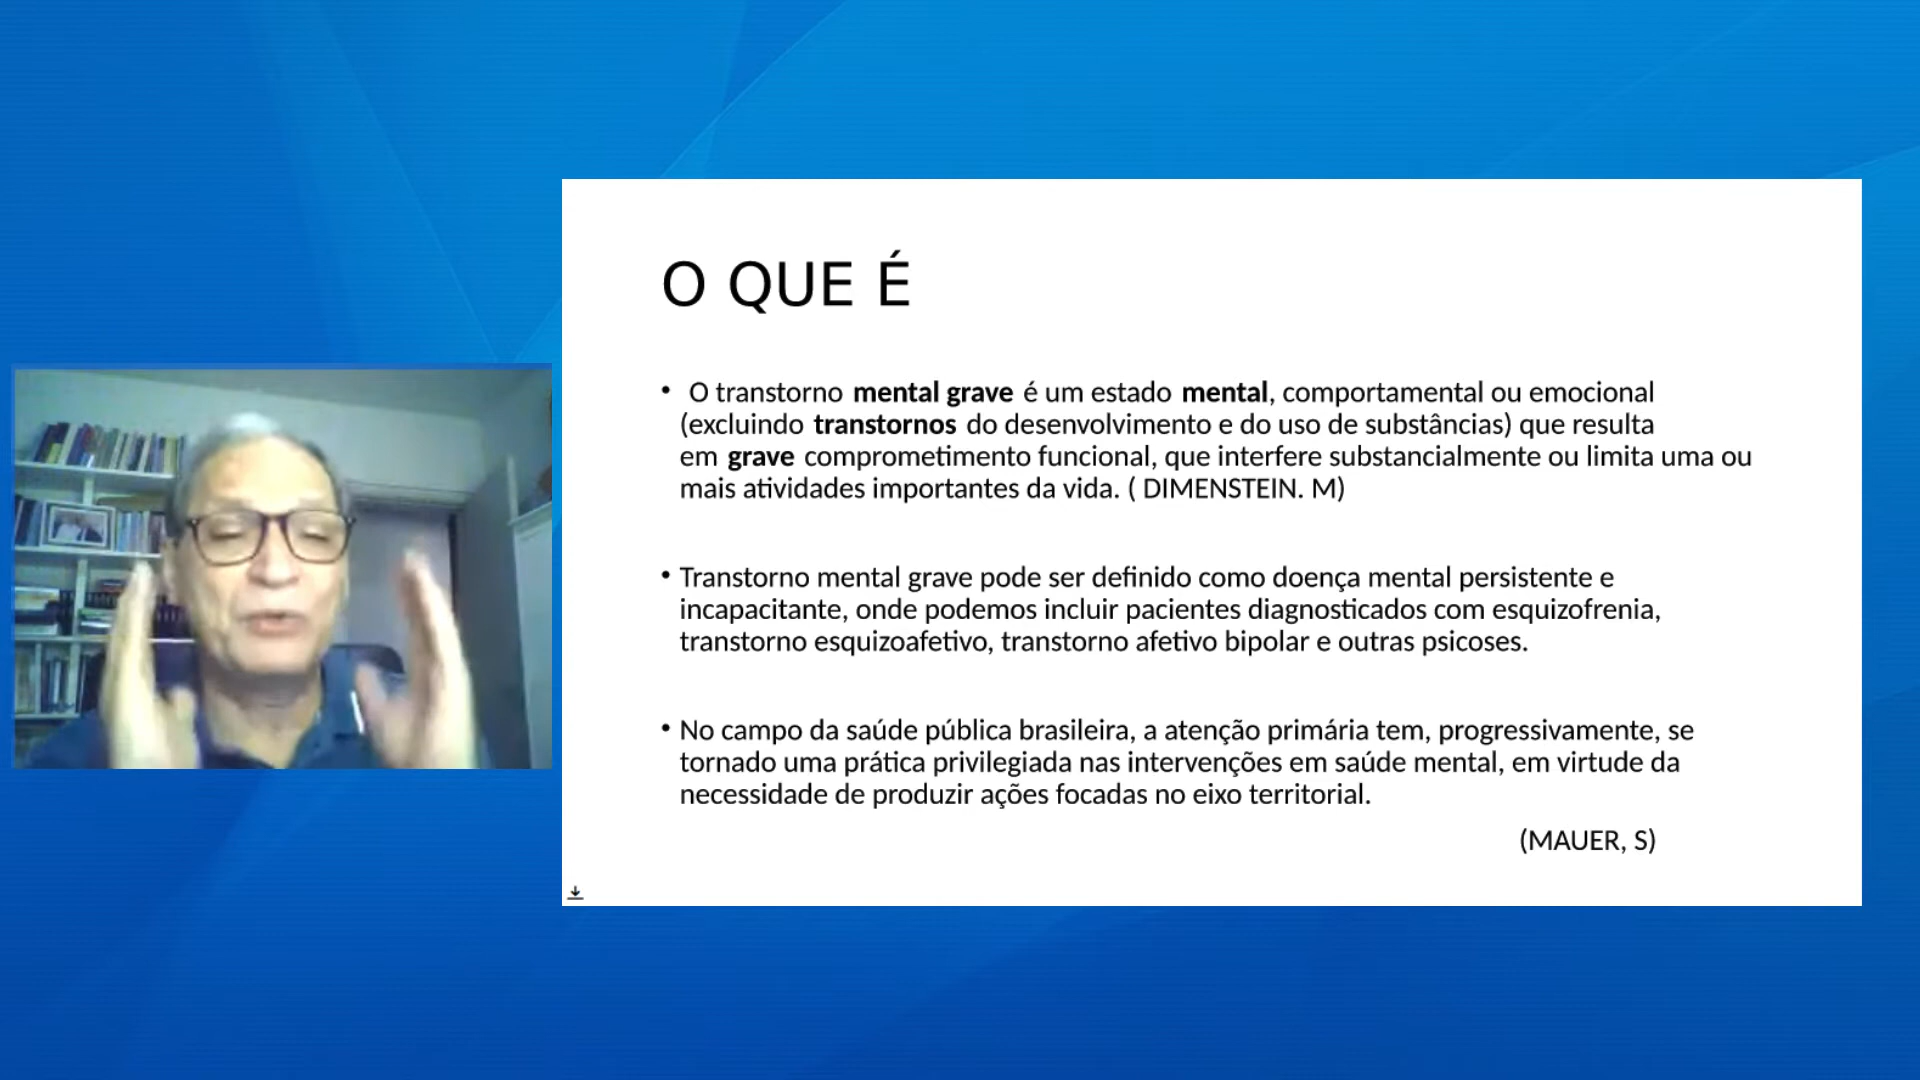 O QUE É
• O transtorno mental grave é um estado mental, comportamental ou emocional
(excluindo transtornos do desenvolvimento e do uso de substâncias) que resulta
em grave comprometimento funcional, que interfere substancialmente ou limita uma ou
mais atividades importantes da vida. ( DIMENSTEIN. M)
• Transtorno mental grave pode ser definido como doença mental persistente e
incapacitante, onde podemos incluir pacientes diagnosticados com esquizofrenia,
transtorno esquizoafetivo, transtorno afetivo bipolar e outras psicoses.
• No campo da saúde pública brasileira, a atenção primária tem, progressivamente, se
tornado uma prática privilegiada nas intervenções em saúde mental, em virtude da
necessidade de produzir ações focadas no eixo territorial.
(MAUER, S)